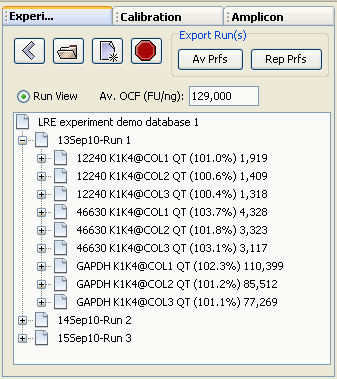 Experi...
Calibration
Amplicon
Export Run(s)
Av Prfs
Rep Prfs
Run View
Av. OCF (FU/ng): 129,000
LRE experiment demo database 1
13Sep10-Run 1
12240 K1K4@COL1 QT (101.0%) 1,919
12240 K1K4@COL2 QT (100.6%) 1,409
12240 K1K4@COL3 QT (100.4%) 1,318
46630 K1K4@COL1 QT (103.7%) 4,328
46630 K1K4@COL2 QT (101.8%) 3,323
46630 K1K4@COL3 QT (103.1%) 3,117
GAPDH K1K4@COL1 QT (102.3%) 110,399
GAPDH K1K4@COL2 QT (101.2%) 85,512
GAPDH K1K4@COL3 QT (101.1%) 77,269
14Sep10-Run 2
15Sep10-Run 3